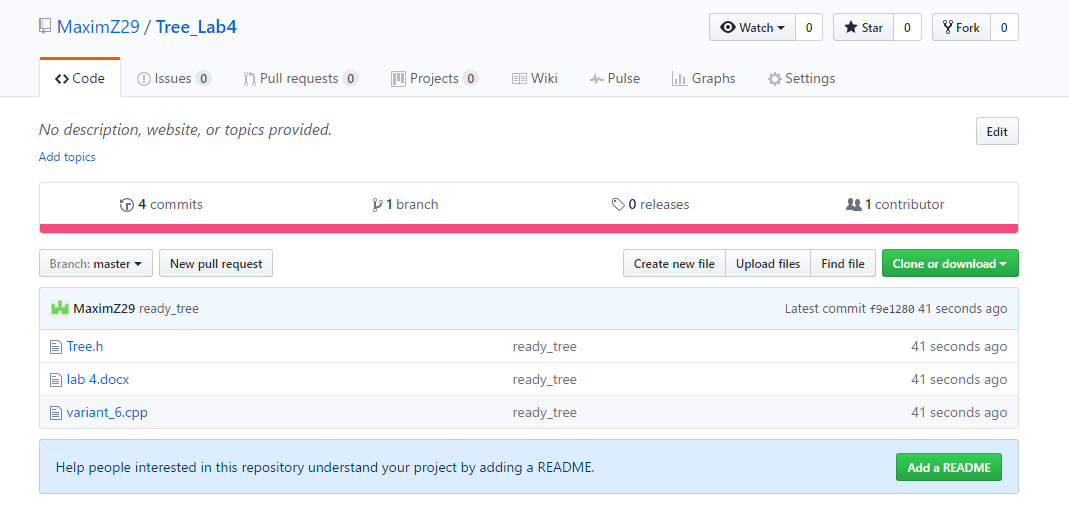 MaximZ29 / Tree_Lab4
Watch 0 Star 0 Fork 0
Code Issues 0 Pull requests 0 Projects 0 Wiki Pulse Graphs Settings
No description, website, or topics provided. Edit
Add topics
4 commits 1 branch 0 releases 1 contributor
Branch: master New pull request Create new file Upload files Find file Clone or download
MaximZ29 ready_tree Latest commit f9e1280 41 seconds ago
Tree.h ready_tree 41 seconds ago
lab 4.docx ready_tree 41 seconds ago
variant_6.cpp ready_tree 41 seconds ago
Help people interested in this repository understand your project by adding a README. Add a README